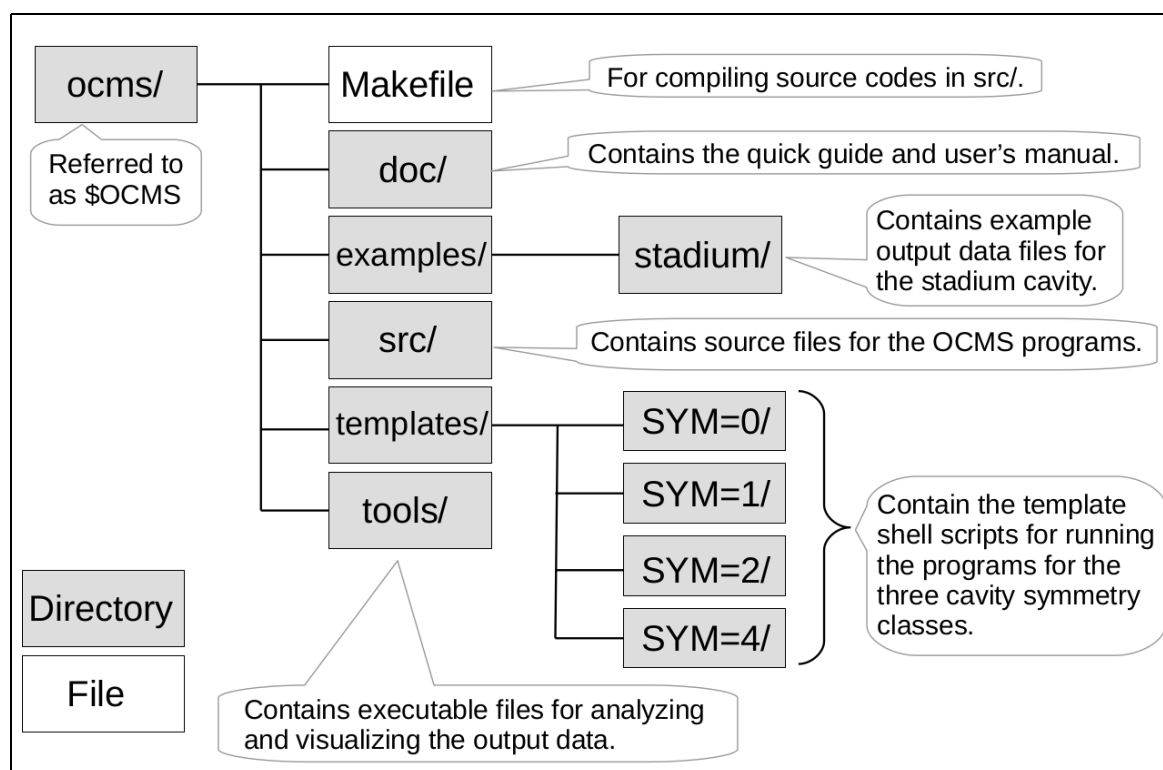 ocms/
Referred to
as $OCMS
Makefile
For compiling source codes in src/.
doc/
Contains the quick guide and user’s manual.
examples/
stadium/
Contains example
output data files for
the stadium cavity.
src/
Contains source files for the OCMS programs.
templates/
SYM=0/
SYM=1/
SYM=2/
SYM=4/
Contain the template
shell scripts for running
the programs for the
three cavity symmetry
classes.
tools/
Contains executable files for analyzing
and visualizing the output data.
Directory
File